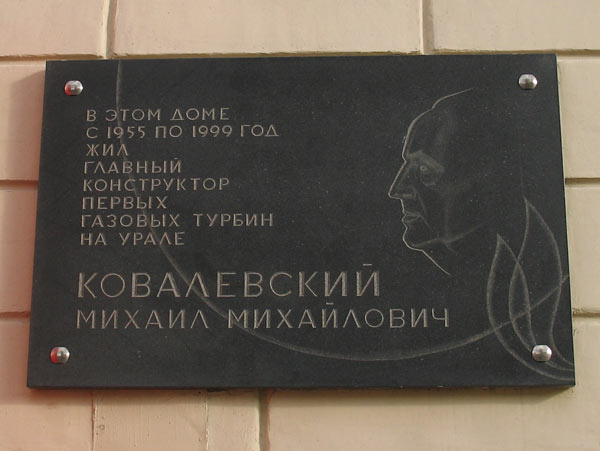 В ЭТОМ ДОМЕ
С 1955 ПО 1999 ГОД
ЖИЛ
ГЛАВНЫЙ
КОНСТРУКТОР
ПЕРВЫХ
ГАЗОВЫХ ТУРБИН
НА УРАЛЕ
КОВАЛЕВСКИЙ
МИХАИЛ МИХАЙЛОВИЧ